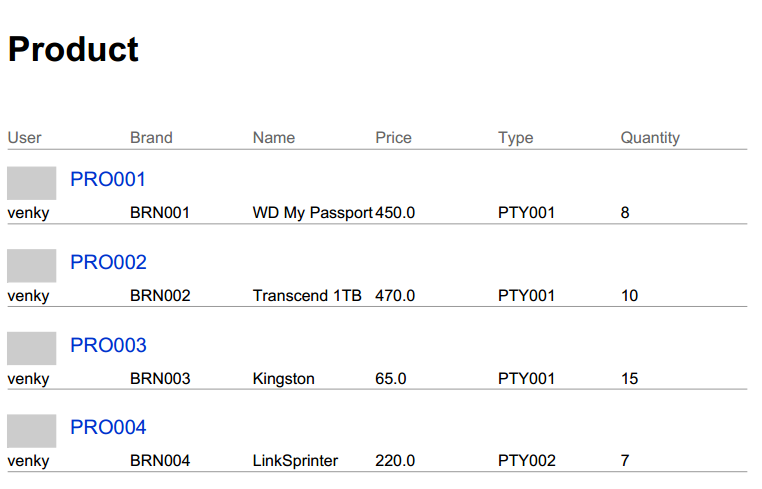 Product
User Brand Name Price Type Quantity
PRO001
venky BRN001 WD My Passport 450.0 PTY001 8
PRO002
venky BRN002 Transcend 1TB 470.0 PTY001 10
PRO003
venky BRN003 Kingston 65.0 PTY001 15
PRO004
venky BRN004 LinkSprinter 220.0 PTY002 7